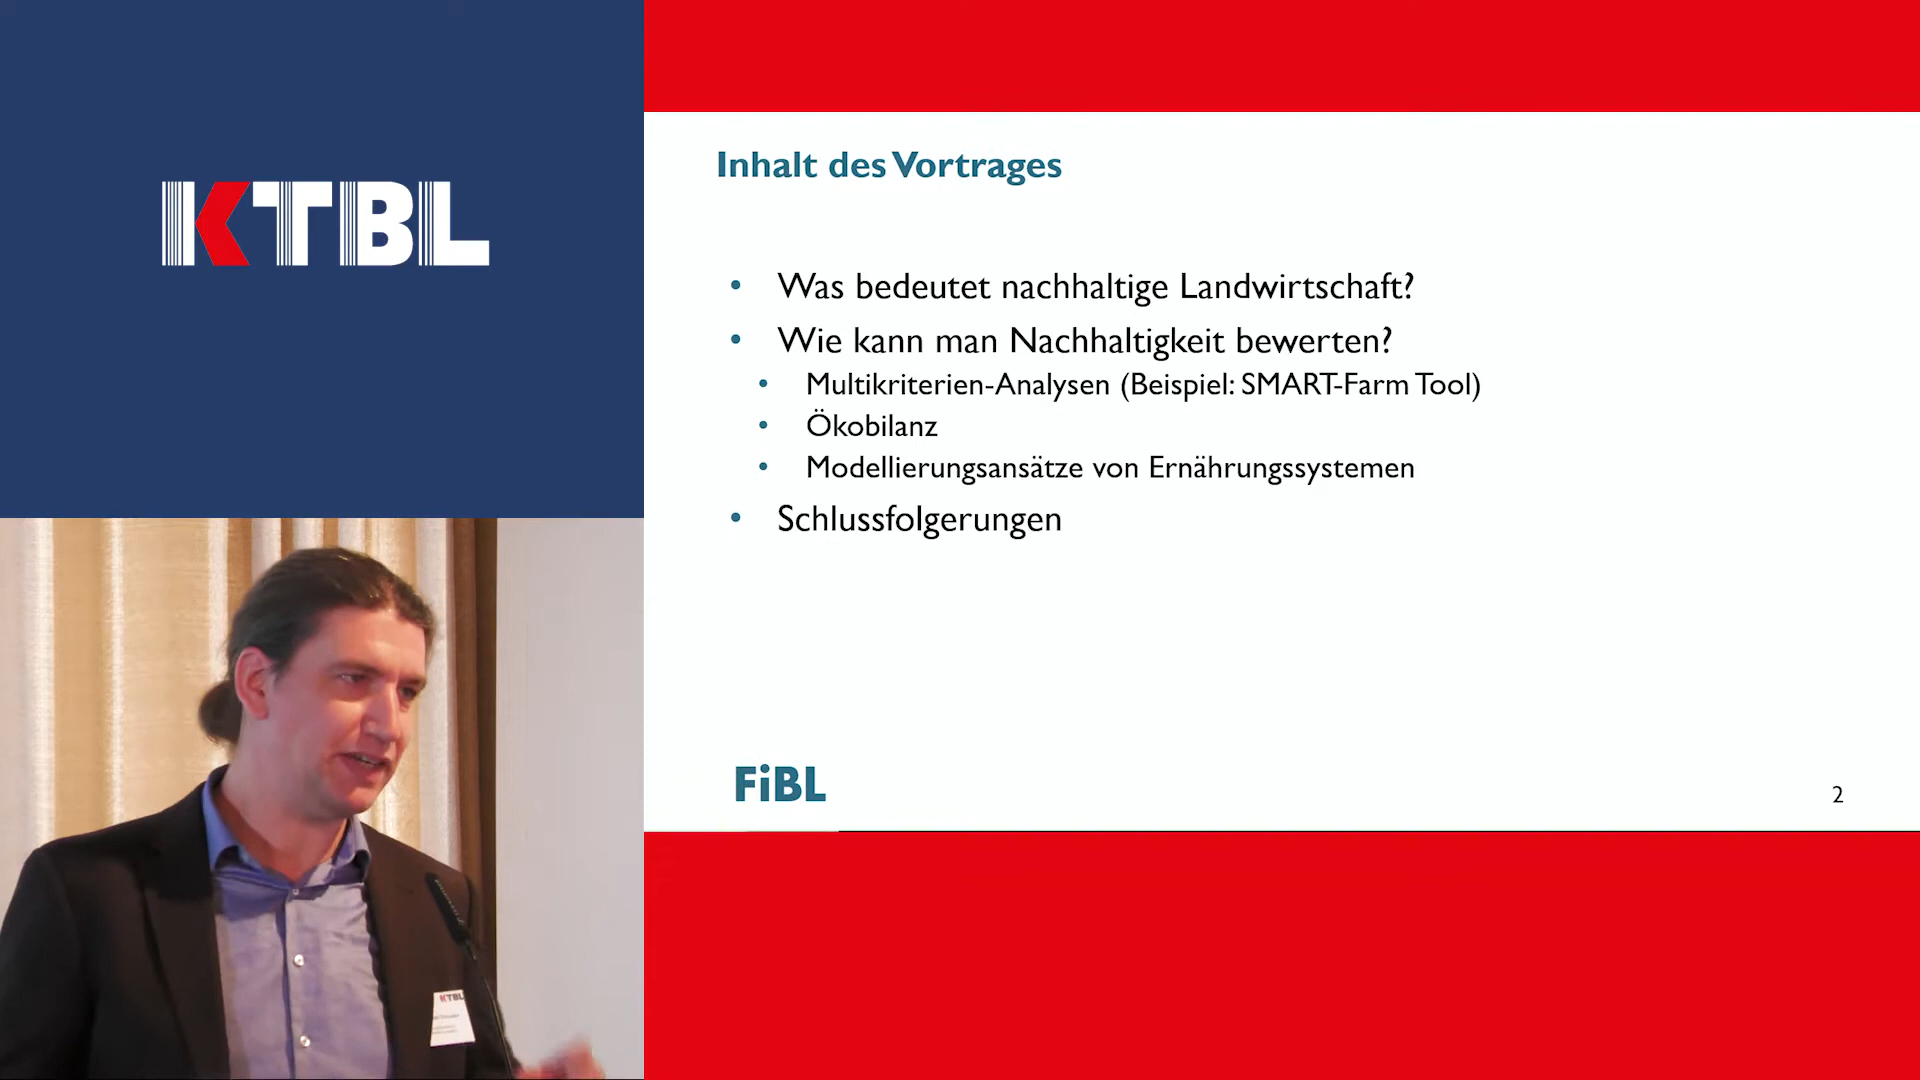 KTBL
Inhalt des Vortrages
• Was bedeutet nachhaltige Landwirtschaft?
• Wie kann man Nachhaltigkeit bewerten?
• Multikriterien-Analysen (Beispiel: SMART-Farm Tool)
• Ökobilanz
• Modellierungsansätze von Ernährungssystemen
• Schlussfolgerungen
FiBL
2
KTBL